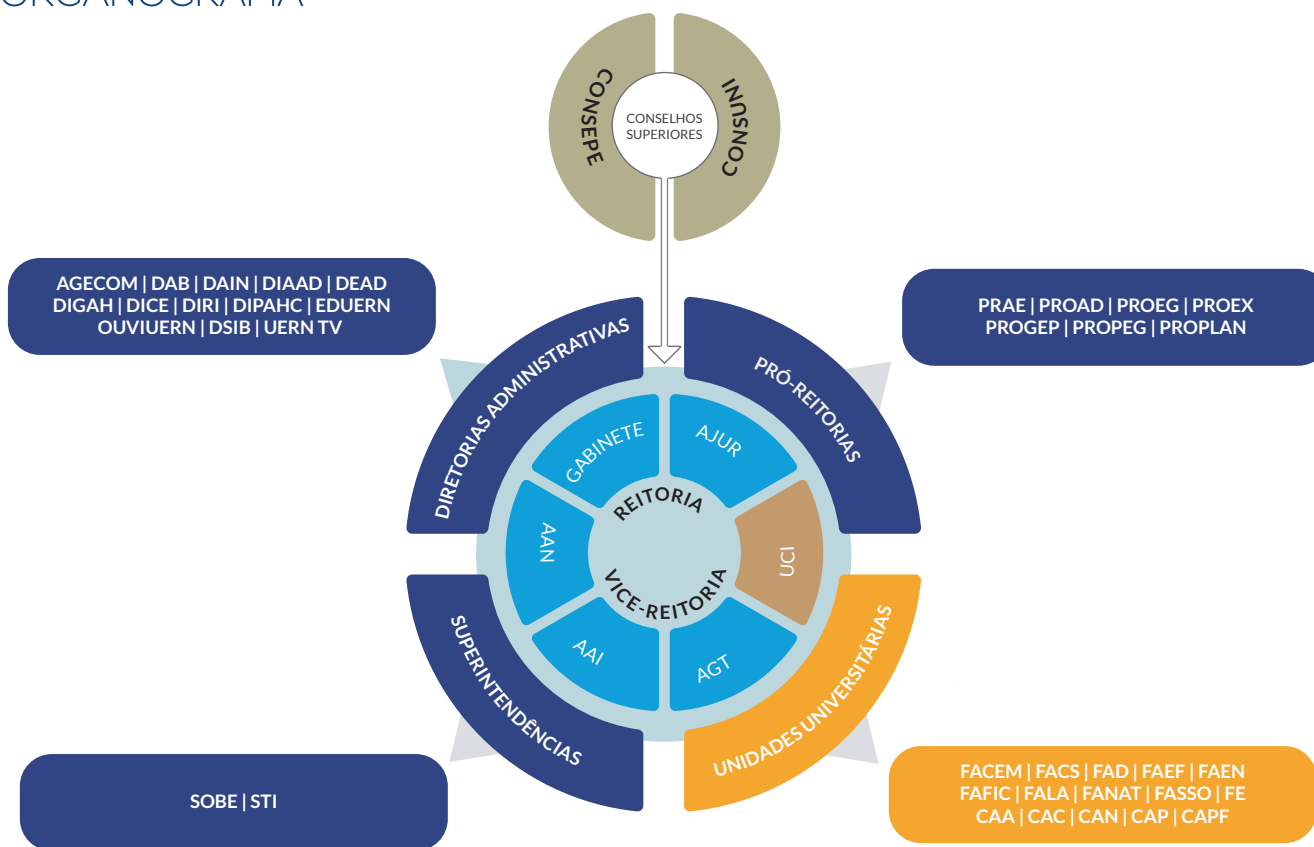 ORGANOGRAMA
CONSEPE
CONSUNI
CONSELHOS
SUPERIORES
AGECOM | DAB | DAIN | DIAAD | DEAD
DIGAH | DICE | DIRI | DIPAHC | EDUERN
OUVIUERN | DSIB | UERN TV
PRAE | PROAD | PROEG | PROEX
PROGEP | PROPEG | PROPLAN
DIRETORIAS ADMINISTRATIVAS
PRÓ-REITORIAS
GABINETE
AJUR
AAN
REITORIA
UCI
VICE-REITORIA
AAI
AGT
SUPERINTENDÊNCIAS
UNIDADES UNIVERSITÁRIAS
SOBE | STI
FACEM | FACS | FAD | FAEF | FAEN
FAFIC | FALA | FANAT | FASSO | FE
CAA | CAC | CAN | CAP | CAPF